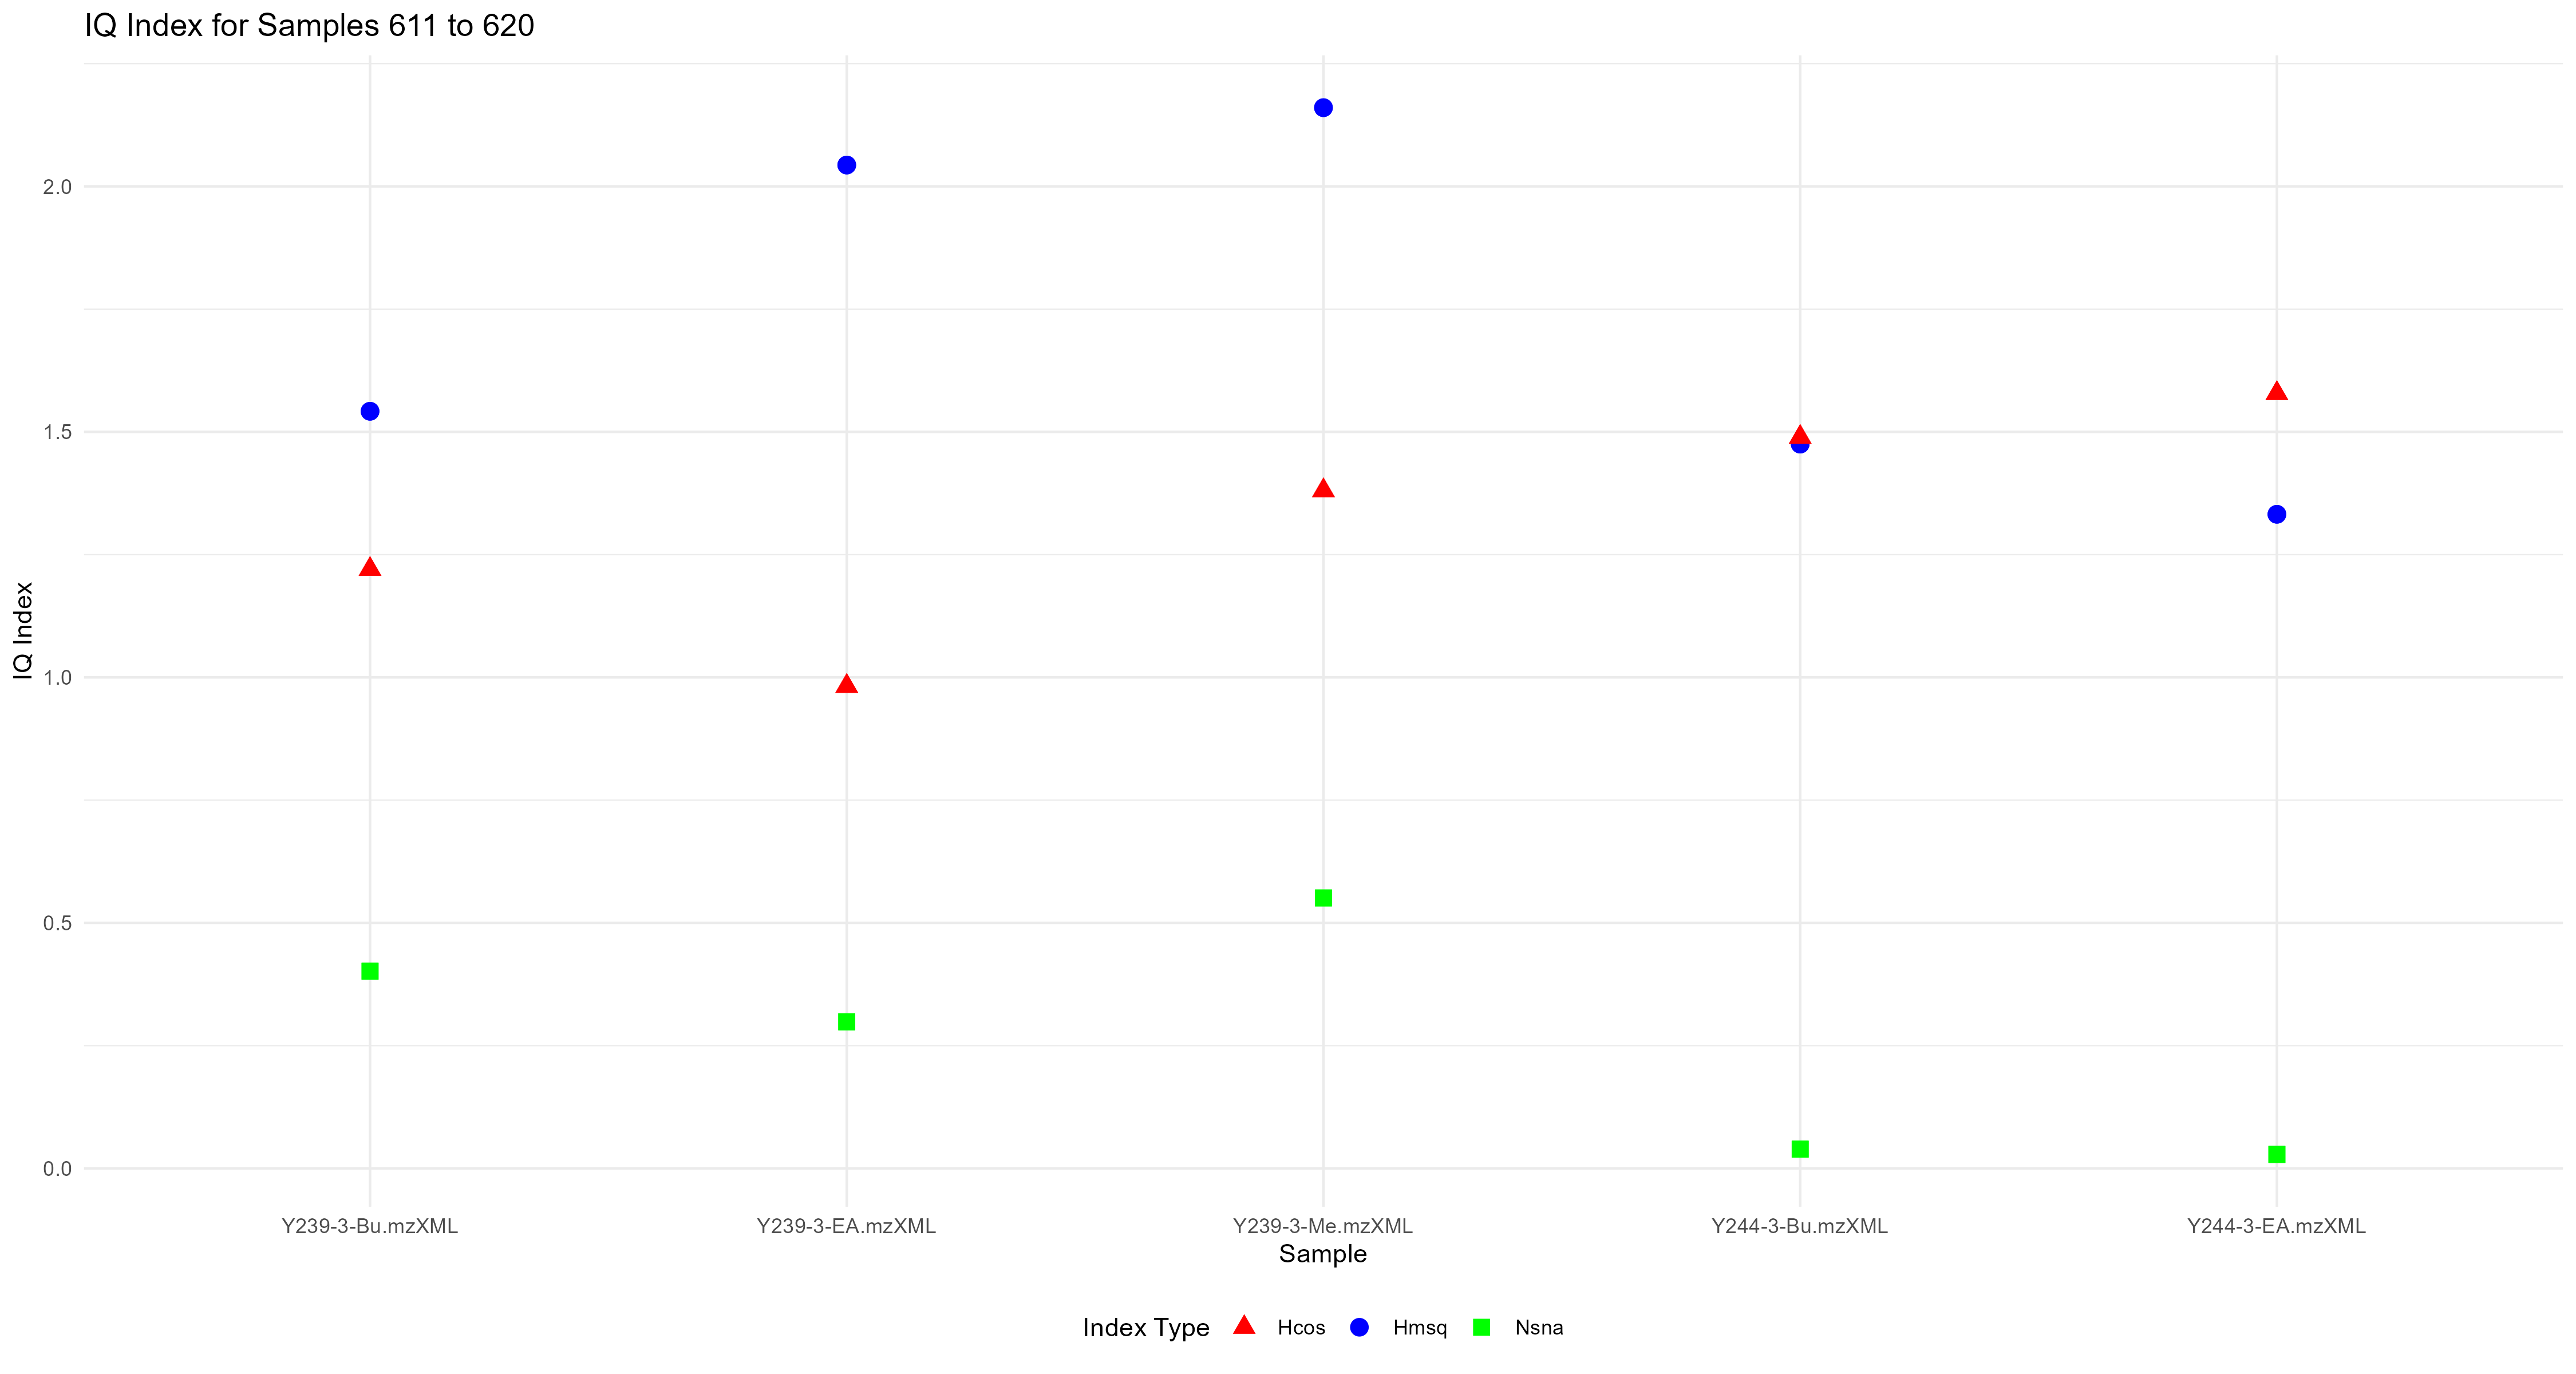 IQ Index for Samples 611 to 620
IQ Index
2.0
1.5
1.0
0.5
0.0
Y239-3-Bu.mzXML Y239-3-EA.mzXML Y239-3-Me.mzXML Y244-3-Bu.mzXML Y244-3-EA.mzXML
Sample
Index Type Hcos Hmsq Nsna